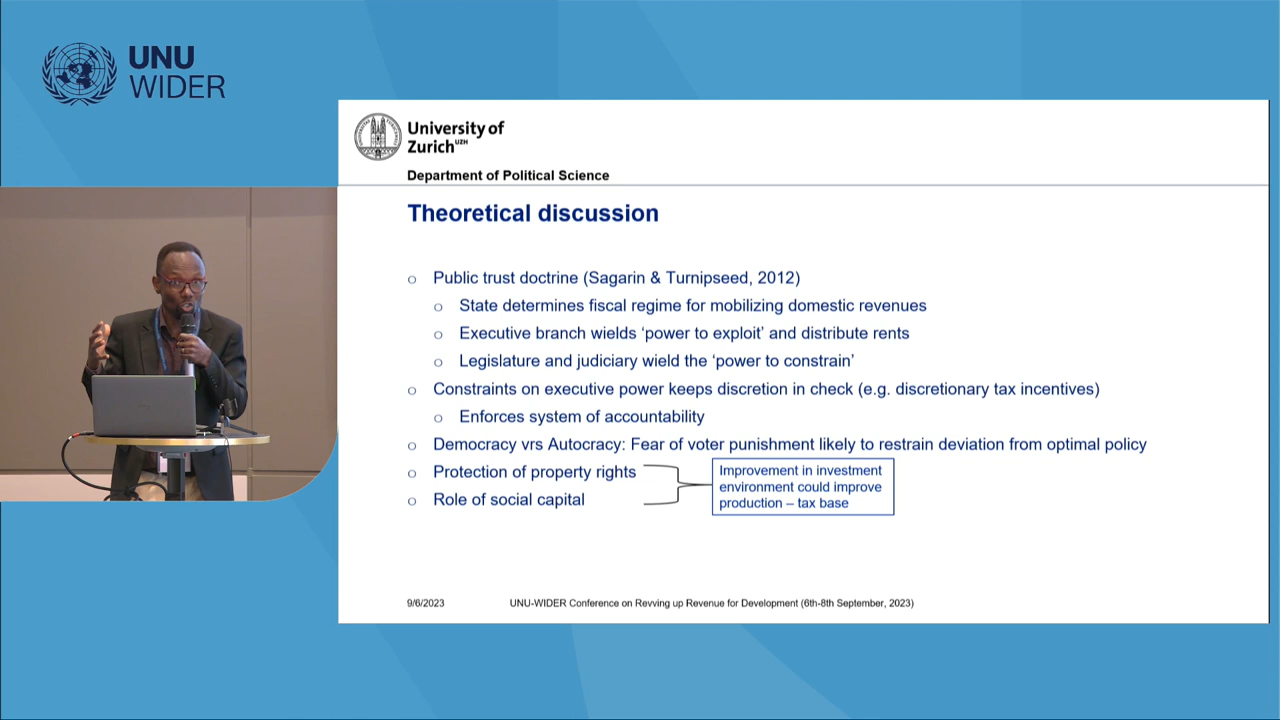 UNU
WIDER
University of
Zurich UZH
Department of Political Science
Theoretical discussion
o Public trust doctrine (Sagarin & Turnipseed, 2012)
o State determines fiscal regime for mobilizing domestic revenues
o Executive branch wields ‘power to exploit’ and distribute rents
o Legislature and judiciary wield the ‘power to constrain’
o Constraints on executive power keeps discretion in check (e.g. discretionary tax incentives)
o Enforces system of accountability
o Democracy vrs Autocracy: Fear of voter punishment likely to restrain deviation from optimal policy
o Protection of property rights
o Role of social capital
Improvement in investment
environment could improve
production – tax base
9/6/2023
UNU-WIDER Conference on Revving up Revenue for Development (6th-8th September, 2023)